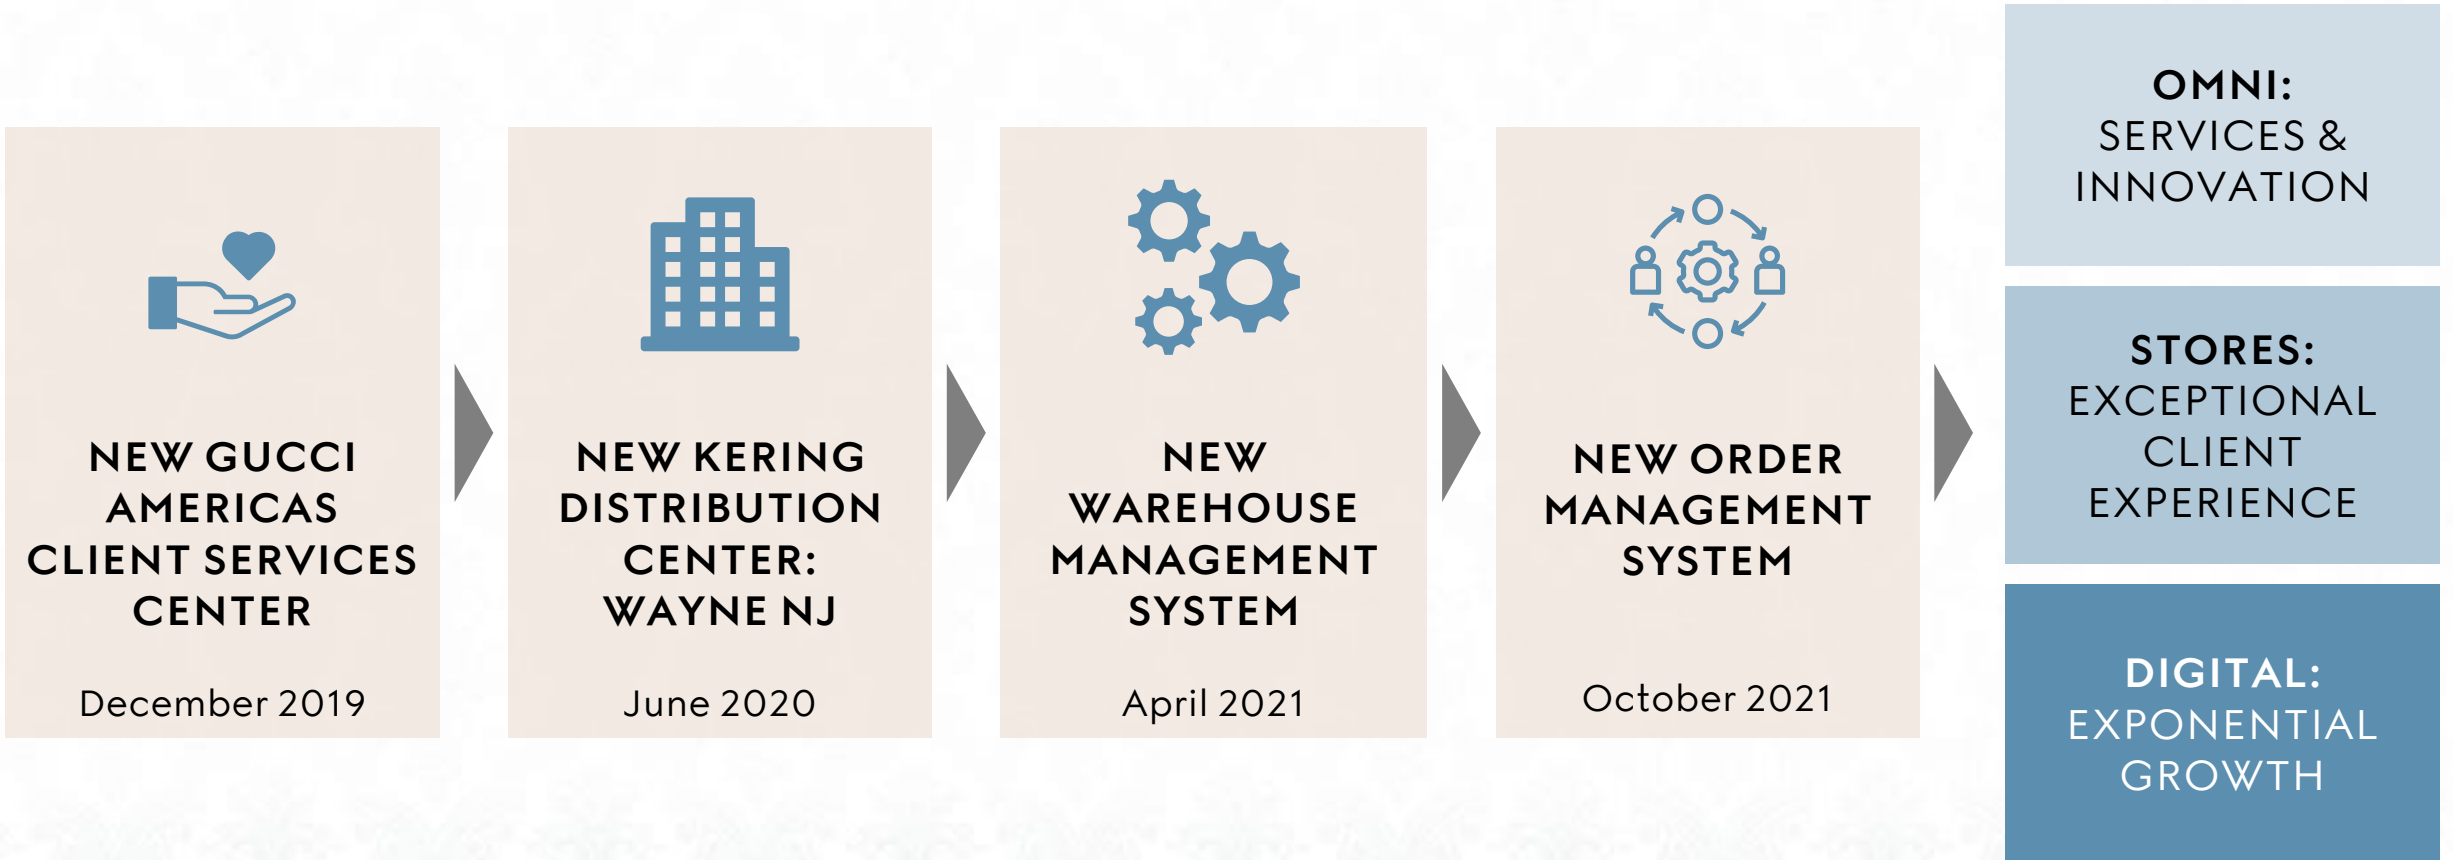 NEW GUCCI
AMERICAS
CLIENT SERVICES
CENTER
December 2019
NEW KERING
DISTRIBUTION
CENTER:
WAYNE NJ
June 2020
NEW
WAREHOUSE
MANAGEMENT
SYSTEM
April 2021
NEW ORDER
MANAGEMENT
SYSTEM
October 2021
OMNI:
SERVICES &
INNOVATION
STORES:
EXCEPTIONAL
CLIENT
EXPERIENCE
DIGITAL:
EXPONENTIAL
GROWTH